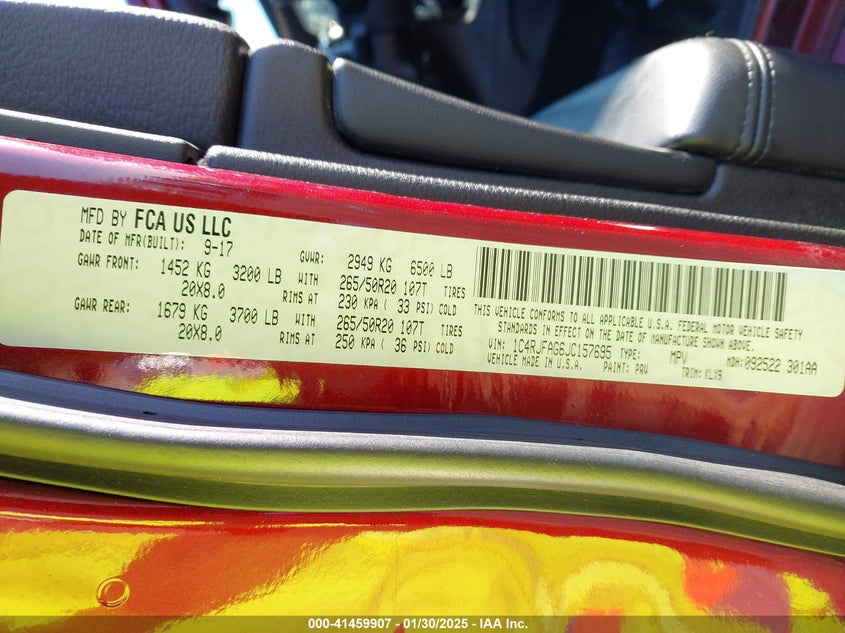 MFD BY FCA US LLC
DATE OF MFR(BUILT): 9-17 GVWR: 2949 KG 6500 LB
GAWR FRONT: 1452 KG 3200 LB WITH 265/50R20 107T TIRES
20X8.0 RIMS AT 230 KPA ( 33 PSI) COLD
GAWR REAR: 1679 KG 3700 LB WITH 265/50R20 107T TIRES
20X8.0 RIMS AT 250 KPA ( 36 PSI) COLD
THIS VEHICLE CONFORMS TO ALL APPLICABLE U.S.A. FEDERAL MOTOR VEHICLE SAFETY
STANDARDS IN EFFECT ON THE DATE OF MANUFACTURE SHOWN ABOVE.
VIN: 1C4RJFAG6JC157695 TYPE: MPV MDH: 092522 301AA
VEHICLE MADE IN U.S.A. PAINT: PRV TRIM: KLX9
000-41459907 - 01/30/2025 - IAA Inc.